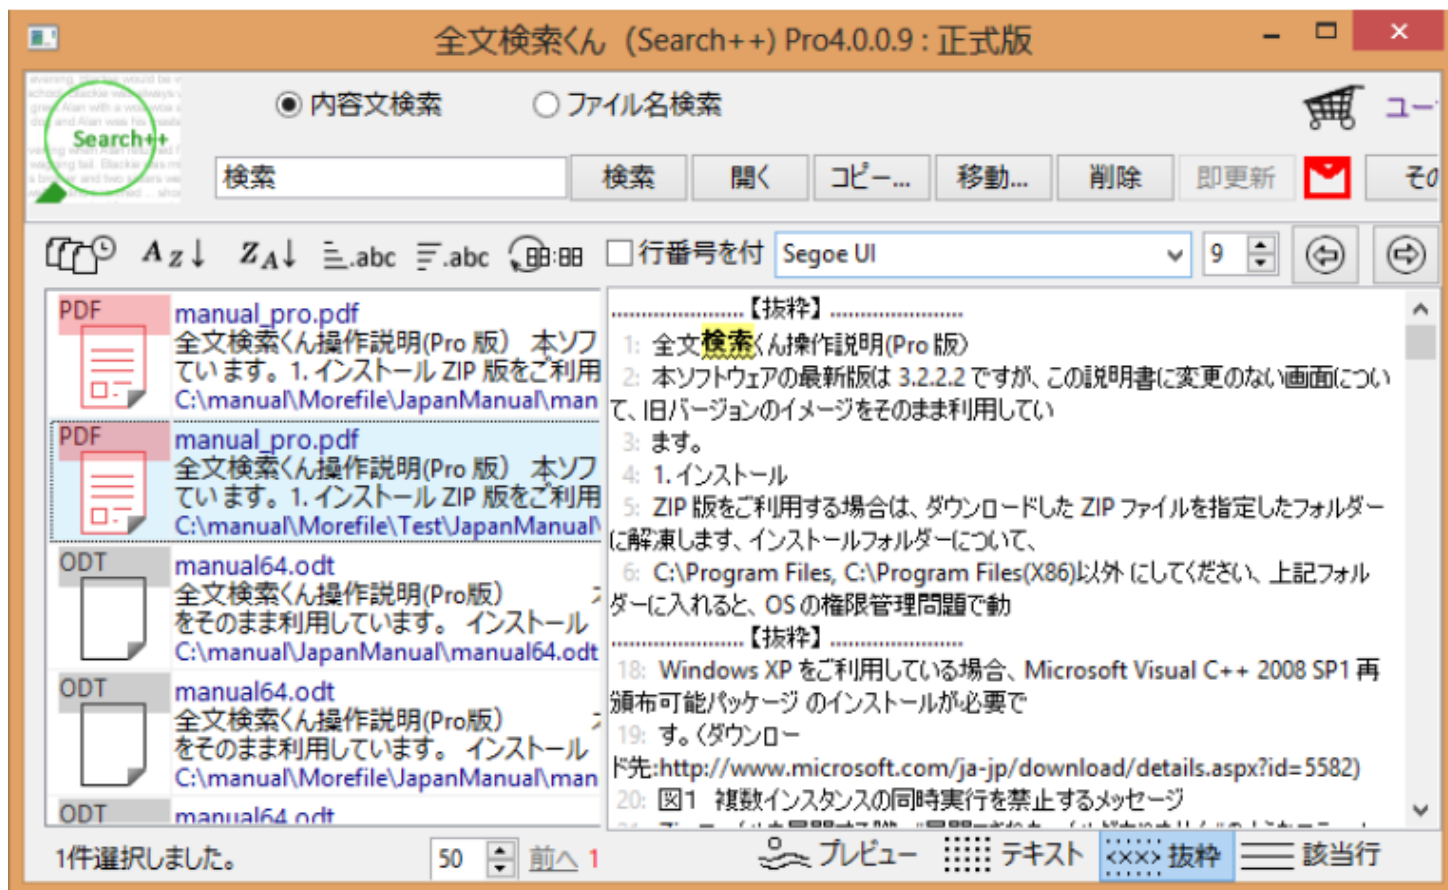 全文検索くん (Search++) Pro4.0.0.9 : 正式版
Search++
内容文検索 ファイル名検索
ユー
検索 検索 開く コピー... 移動... 削除 即更新 その
AZ↓ ZA↓ .abc .abc 行番号を付 Segoe UI 9
PDF manual_pro.pdf
全文検索くん操作説明(Pro 版) 本ソフ
ています。1. インストール ZIP 版をご利用
C:\manual\Morefile\JapanManual\man
PDF manual_pro.pdf
全文検索くん操作説明(Pro 版) 本ソフ
ています。1. インストール ZIP 版をご利用
C:\manual\Morefile\Test\JapanManual\
ODT manual64.odt
全文検索くん操作説明(Pro版)
をそのまま利用しています。 インストール
C:\manual\JapanManual\manual64.odt
ODT manual64.odt
全文検索くん操作説明(Pro版)
をそのまま利用しています。 インストール
C:\manual\Morefile\JapanManual\man
ODT manual64.odt
......................【抜粋】......................
1: 全文検索くん操作説明(Pro 版)
2: 本ソフトウェアの最新版は 3.2.2.2 ですが、この説明書に変更のない画面につい
て、旧バージョンのイメージをそのまま利用してい
3: ます。
4: 1. インストール
5: ZIP 版をご利用する場合は、ダウンロードした ZIP ファイルを指定したフォルダー
に解凍します、インストールフォルダーについて、
6: C:\Program Files, C:\Program Files(X86)以外 にしてください、上記フォル
ダーに入れると、OS の権限管理問題で動
......................【抜粋】......................
18: Windows XP をご利用している場合、Microsoft Visual C++ 2008 SP1 再
頒布可能パッケージ のインストールが必要で
19: す。(ダウンロー
ド先:http://www.microsoft.com/ja-jp/download/details.aspx?id=5582)
20: 図1 複数インスタンスの同時実行を禁止するメッセージ
1件選択しました。 50 前へ 1
プレビュー テキスト <xx> 抜粋 該当行